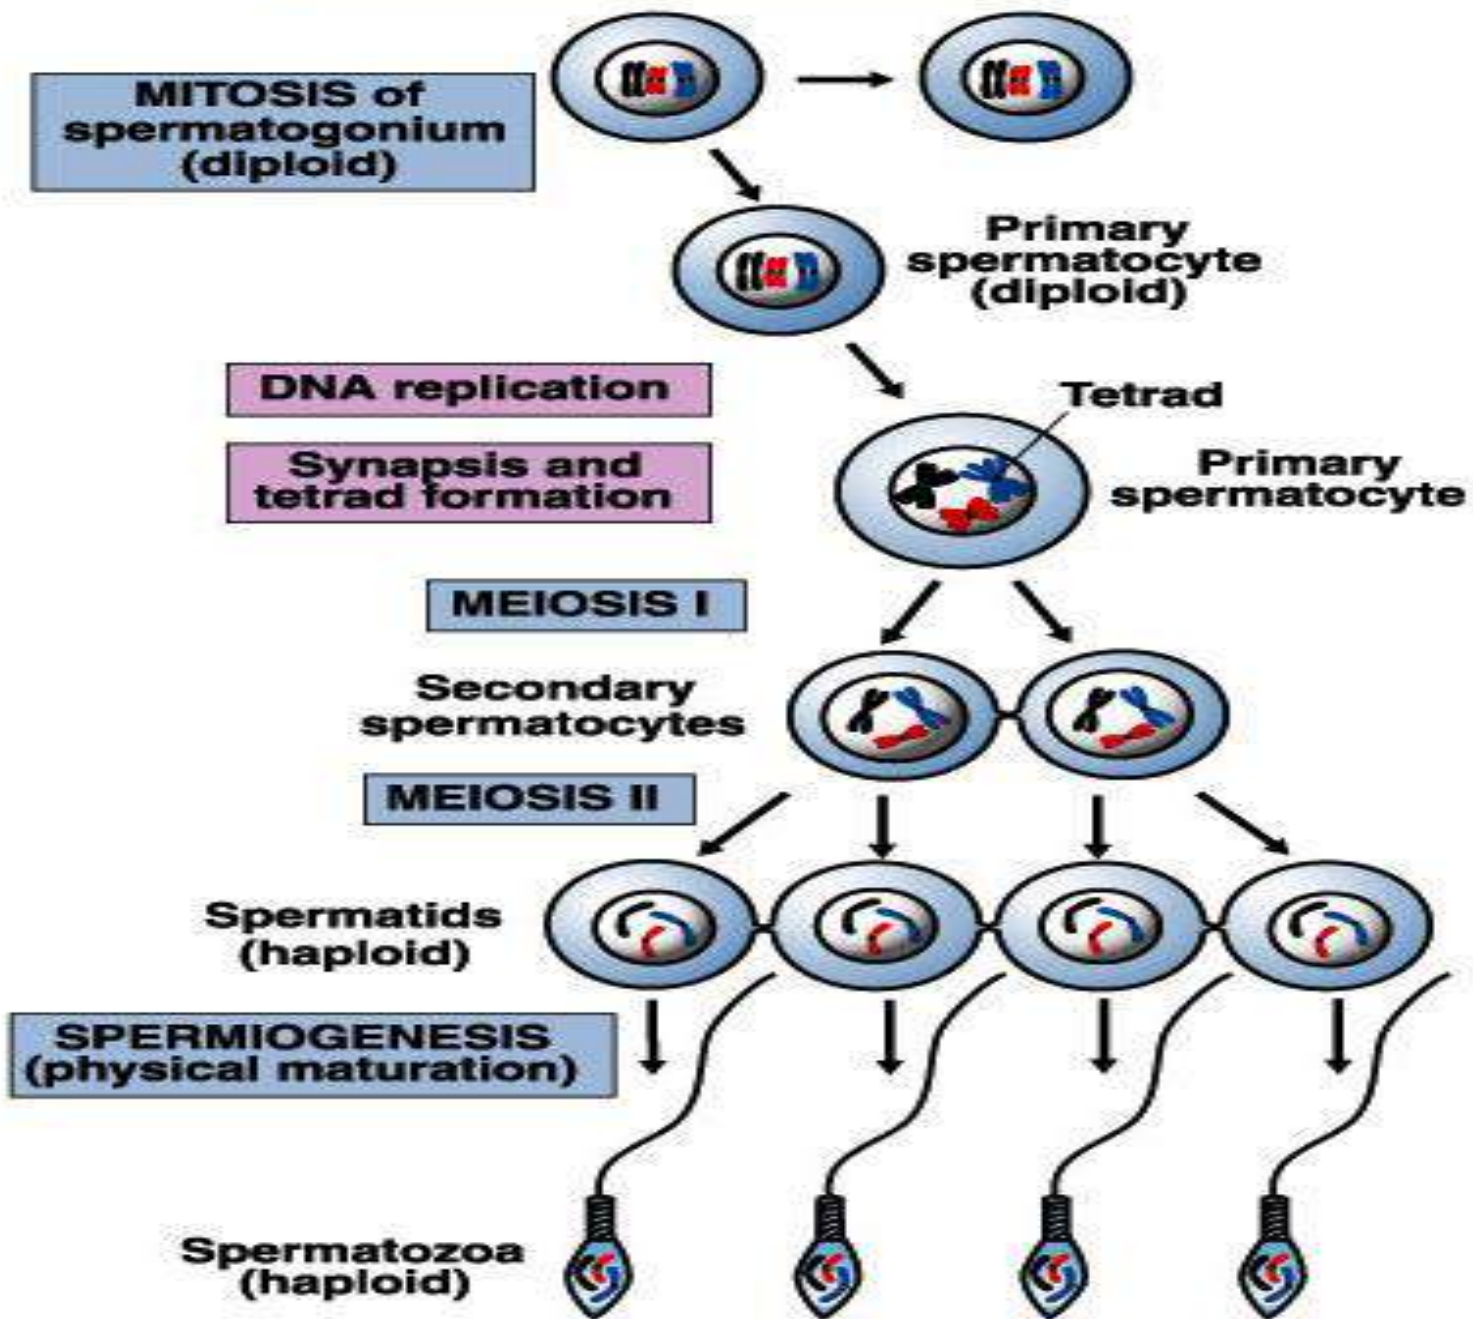 MITOSIS of
spermatogonium
(diploid)
Primary
spermatocyte
(diploid)
DNA replication
Tetrad
Synapsis and
tetrad formation
Primary
spermatocyte
MEIOSIS I
Secondary
spermatocytes
MEIOSIS II
Spermatids
(haploid)
SPERMIOGENESIS
(physical maturation)
Spermatozoa
(haploid)